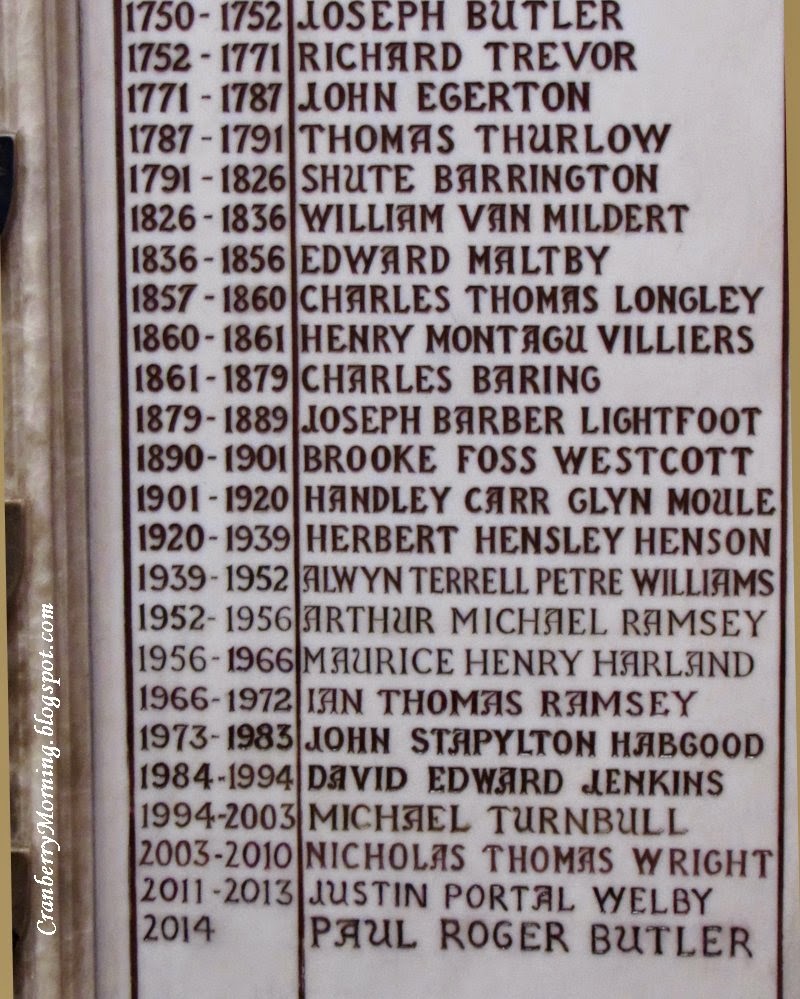 1750 - 1752 JOSEPH BUTLER
1752 - 1771 RICHARD TREVOR
1771 - 1787 JOHN EGERTON
1787 - 1791 THOMAS THURLOW
1791 - 1826 SHUTE BARRINGTON
1826 - 1836 WILLIAM VAN MILDERT
1836 - 1856 EDWARD MALTBY
1857 - 1860 CHARLES THOMAS LONGLEY
1860 - 1861 HENRY MONTAGU VILLIERS
1861 - 1879 CHARLES BARING
1879 - 1889 JOSEPH BARBER LIGHTFOOT
1890 - 1901 BROOKE FOSS WESTCOTT
1901 - 1920 HANDLEY CARR GLYN MOULE
1920 - 1939 HERBERT HENSLEY HENSON
1939 - 1952 ALWYN TERRELL PETRE WILLIAMS
1952 - 1956 ARTHUR MICHAEL RAMSEY
1956 - 1966 MAURICE HENRY HARLAND
1966 - 1972 IAN THOMAS RAMSEY
1973 - 1983 JOHN STAPYLTON HABGOOD
1984 - 1994 DAVID EDWARD JENKINS
1994 - 2003 MICHAEL TURNBULL
2003 - 2010 NICHOLAS THOMAS WRIGHT
2011 - 2013 JUSTIN PORTAL WELBY
2014 PAUL ROGER BUTLER
CranberryMorning.blogspot.com